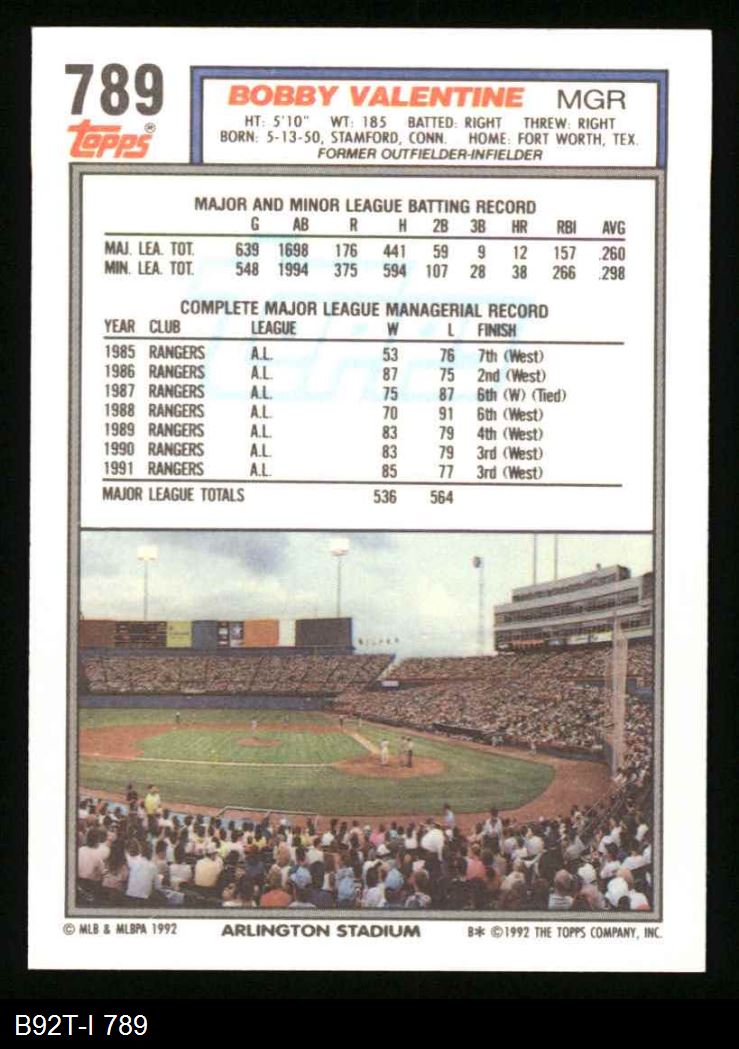 789
Topps®
BOBBY VALENTINE MGR
HT: 5'10" WT: 185 BATTED: RIGHT THREW: RIGHT
BORN: 5-13-50, STAMFORD, CONN. HOME: FORT WORTH, TEX.
FORMER OUTFIELDER-INFIELDER
MAJOR AND MINOR LEAGUE BATTING RECORD
G AB R H 2B 3B HR RBI AVG
MAJ. LEA. TOT. 639 1698 176 441 59 9 12 157 .260
MIN. LEA. TOT. 548 1994 375 594 107 28 38 266 .298
COMPLETE MAJOR LEAGUE MANAGERIAL RECORD
YEAR CLUB LEAGUE W L FINISH
1985 RANGERS A.L. 53 76 7th (West)
1986 RANGERS A.L. 87 75 2nd (West)
1987 RANGERS A.L. 75 87 6th (W) (Tied)
1988 RANGERS A.L. 70 91 6th (West)
1989 RANGERS A.L. 83 79 4th (West)
1990 RANGERS A.L. 83 79 3rd (West)
1991 RANGERS A.L. 85 77 3rd (West)
MAJOR LEAGUE TOTALS 536 564
© MLB & MLBPA 1992 ARLINGTON STADIUM B* ©1992 THE TOPPS COMPANY, INC.
B92T-I 789